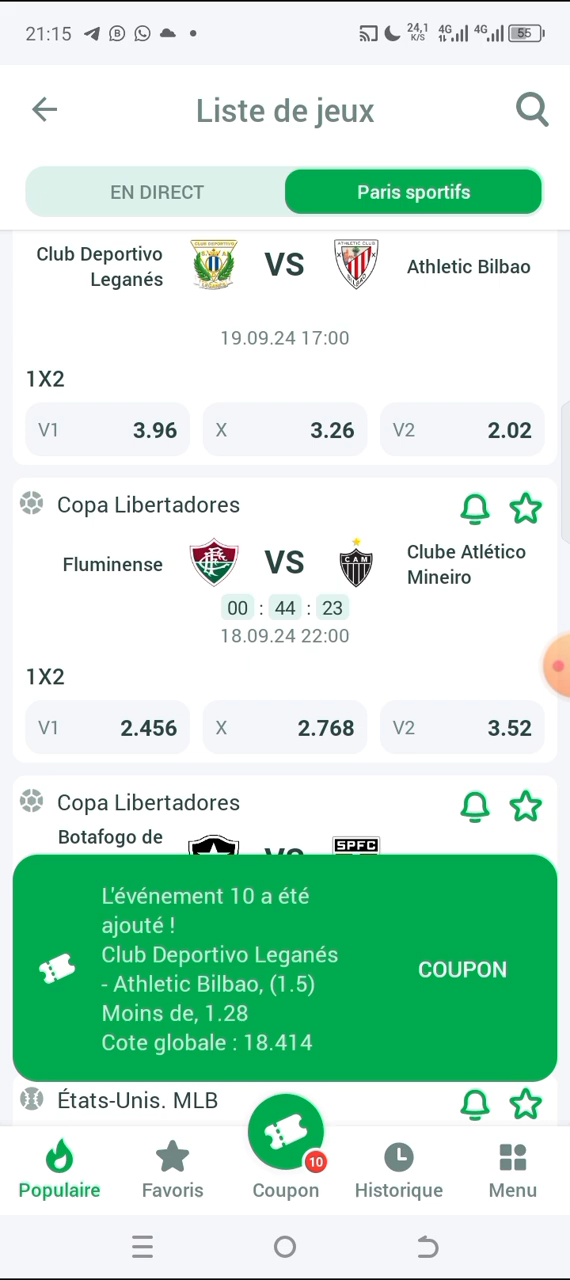 21:15
24,1 K/S 4G 4G 55
Liste de jeux
EN DIRECT Paris sportifs
Club Deportivo
Leganés
VS
Athletic Bilbao
19.09.24 17:00
1X2
V1 3.96 X 3.26 V2 2.02
Copa Libertadores
Fluminense
VS
Clube Atlético
Mineiro
CAM
00 : 44 : 23
18.09.24 22:00
1X2
V1 2.456 X 2.768 V2 3.52
Copa Libertadores
Botafogo de
VS
SPFC
L'événement 10 a été
ajouté !
Club Deportivo Leganés
- Athletic Bilbao, (1.5)
Moins de, 1.28
Cote globale : 18.414
COUPON
États-Unis. MLB
10
Populaire Favoris Coupon Historique Menu